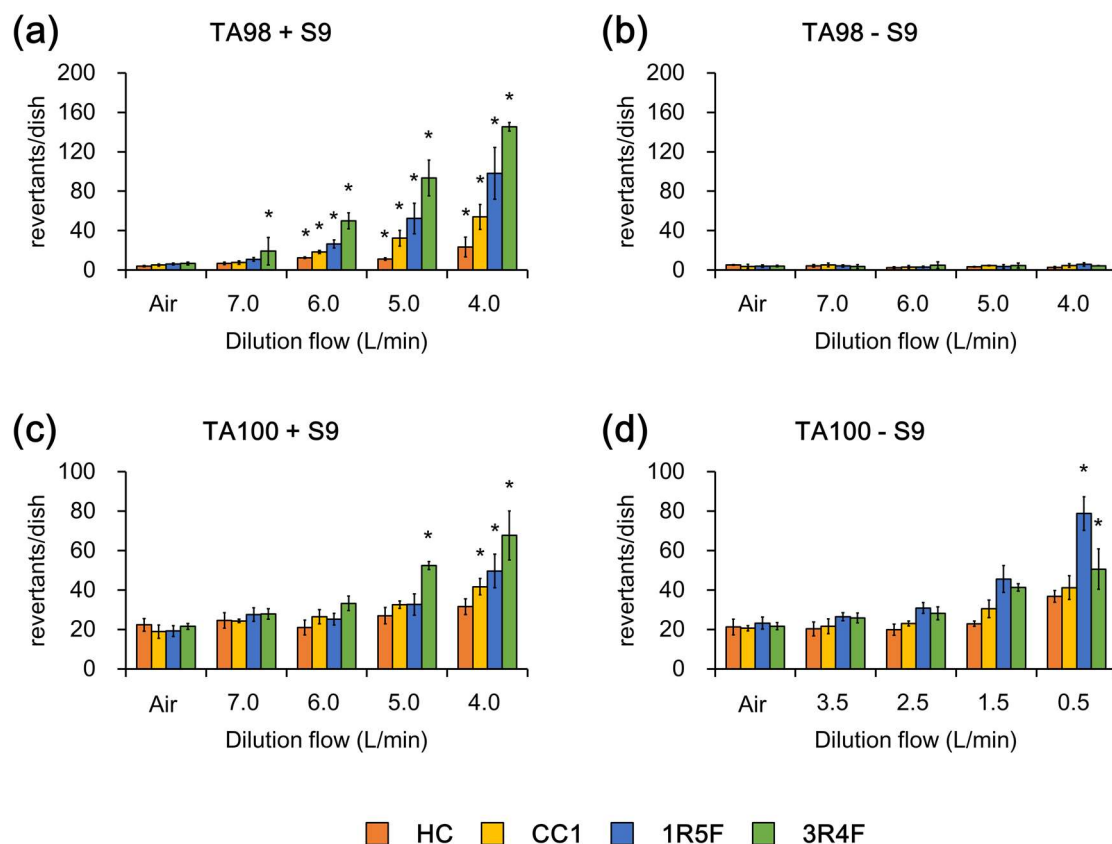 (a) TA98 + S9
revertants/dish
200
160
120
80
40
0
* * * * * * * * * * * * *
Air 7.0 6.0 5.0 4.0
Dilution flow (L/min)
(b) TA98 - S9
revertants/dish
200
160
120
80
40
0
Air 7.0 6.0 5.0 4.0
Dilution flow (L/min)
(c) TA100 + S9
revertants/dish
100
80
60
40
20
0
* * * *
Air 7.0 6.0 5.0 4.0
Dilution flow (L/min)
(d) TA100 - S9
revertants/dish
100
80
60
40
20
0
* *
Air 3.5 2.5 1.5 0.5
Dilution flow (L/min)
HC CC1 1R5F 3R4F